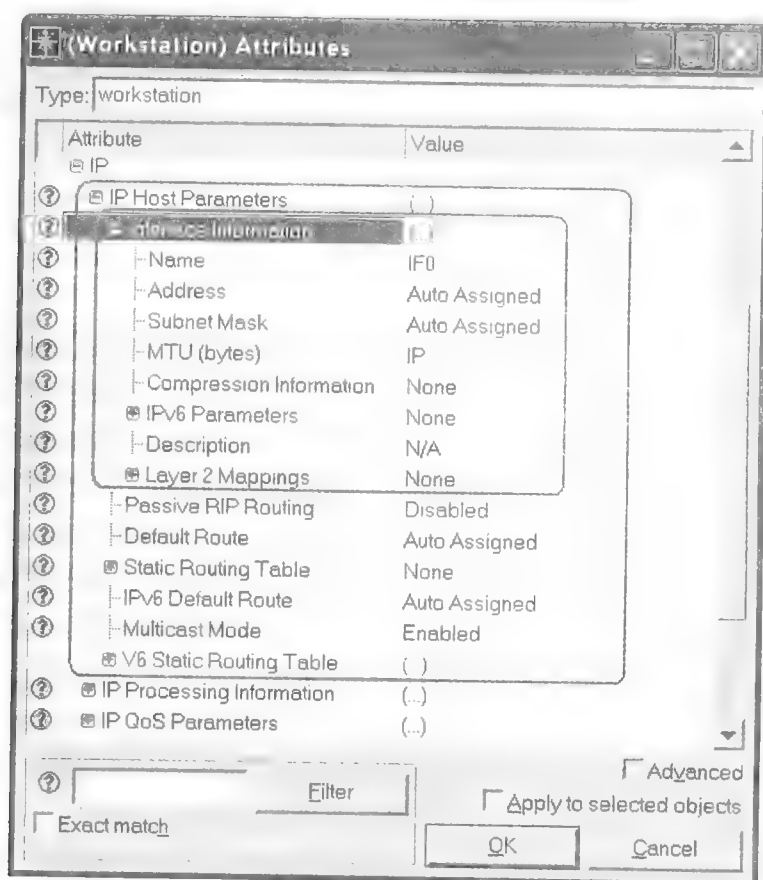 (Workstation) Attributes
Type: workstation
Attribute Value
IP
IP Host Parameters (...)
Interface Information
Name IF0
Address Auto Assigned
Subnet Mask Auto Assigned
MTU (bytes) IP
Compression Information None
IPv6 Parameters None
Description N/A
Layer 2 Mappings None
Passive RIP Routing Disabled
Default Route Auto Assigned
Static Routing Table None
IPv6 Default Route Auto Assigned
Multicast Mode Enabled
V6 Static Routing Table (...)
IP Processing Information (...)
IP QoS Parameters (...)
Advanced
Filter
Apply to selected objects
Exact match
OK Cancel